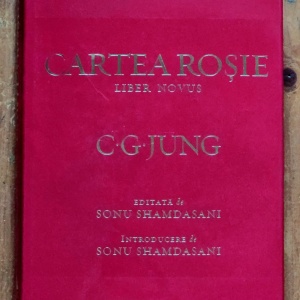 CARTEA ROȘIE
LIBER NOVUS
C·G·JUNG
EDITATĂ de
SONU SHAMDASANI
INTRODUCERE de
SONU SHAMDASANI